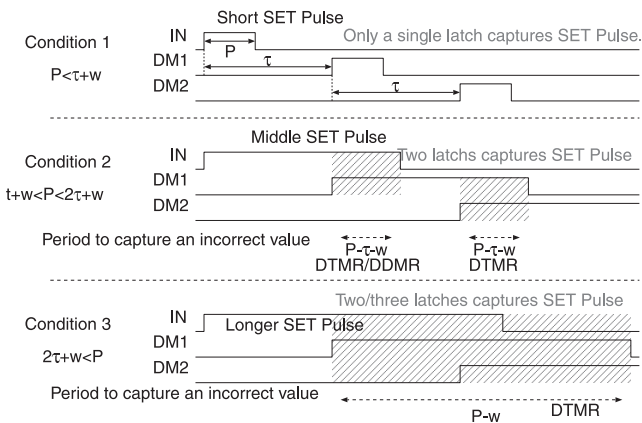 Short SET Pulse
Condition 1
P<τ+w
IN
P
Only a single latch captures SET Pulse.
DM1
τ
DM2
τ
Middle SET Pulse
Condition 2
t+w<P<2τ+w
IN
Two latchs captures SET Pulse
DM1
DM2
Period to capture an incorrect value
P-τ-w
DTMR/DDMR
P-τ-w
DTMR
Two/three latches captures SET Pulse
Condition 3
2τ+w<P
IN
Longer SET Pulse
DM1
DM2
Period to capture an incorrect value
P-w
DTMR